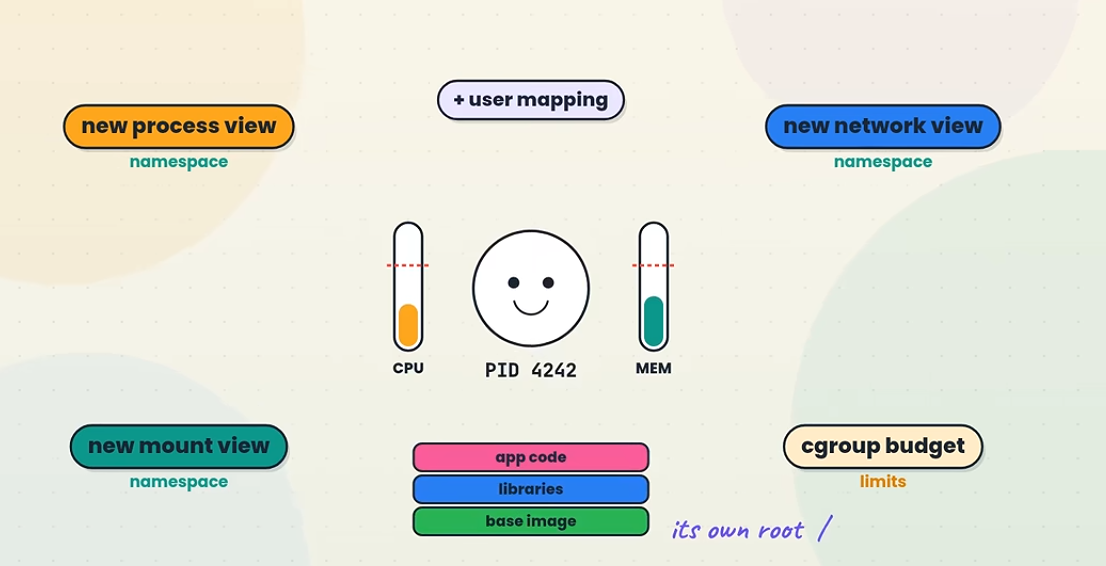 + user mapping
new process view
namespace
new network view
namespace
CPU
PID 4242
MEM
new mount view
namespace
cgroup budget
limits
app code
libraries
base image
its own root /